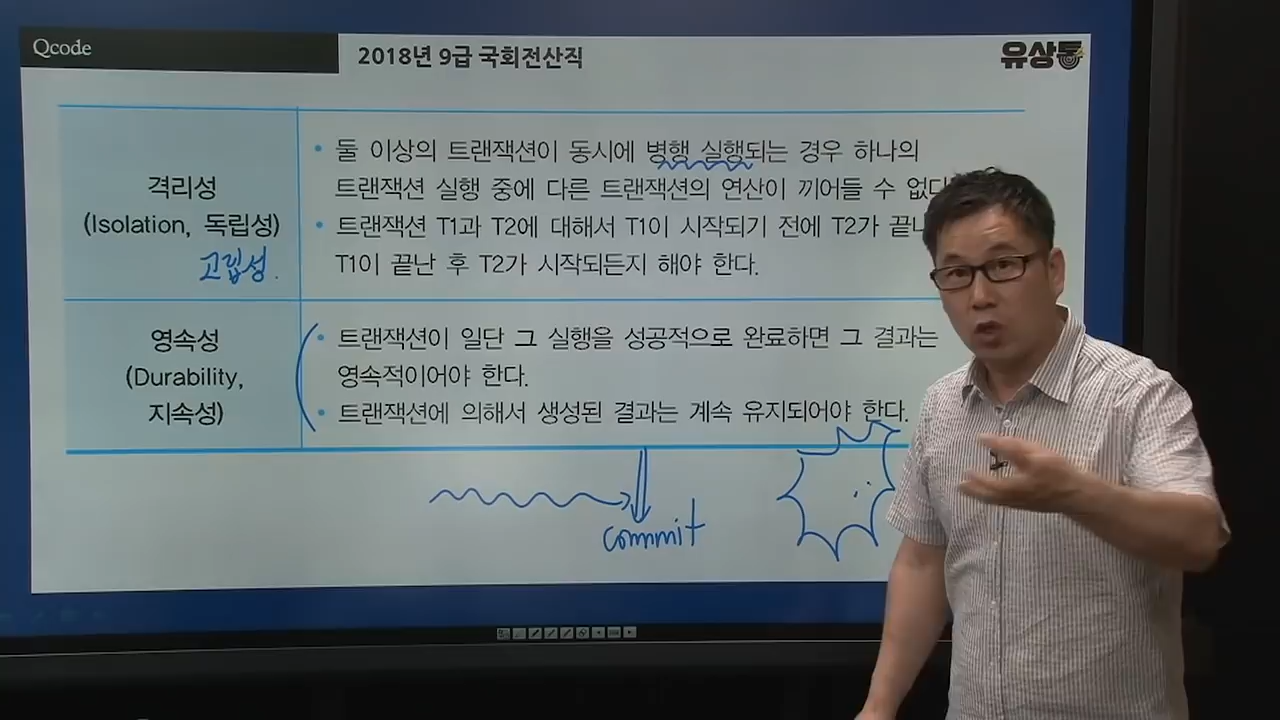 Qcode
2018년 9급 국회전산직
유상통
격리성
(Isolation, 독립성)
고립성.
• 둘 이상의 트랜잭션이 동시에 병행 실행되는 경우 하나의
트랜잭션 실행 중에 다른 트랜잭션의 연산이 끼어들 수 없다
• 트랜잭션 T1과 T2에 대해서 T1이 시작되기 전에 T2가 끝나
T1이 끝난 후 T2가 시작되든지 해야 한다.
영속성
(Durability,
지속성)
• 트랜잭션이 일단 그 실행을 성공적으로 완료하면 그 결과는
영속적이어야 한다.
• 트랜잭션에 의해서 생성된 결과는 계속 유지되어야 한다.
commit